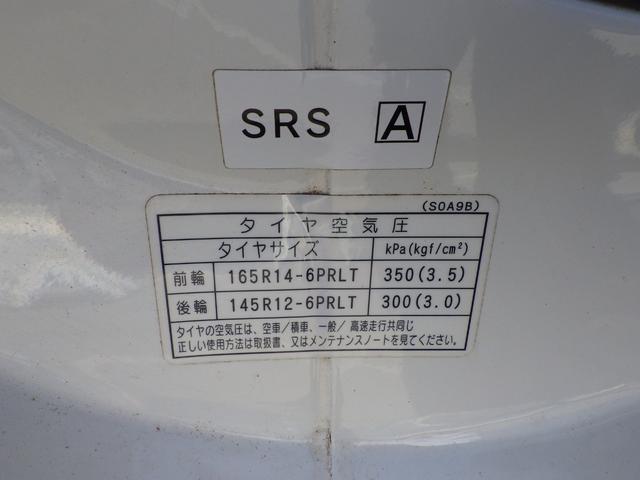 SRS A
(S0A9B)
タイヤ空気圧
タイヤサイズ kPa(kgf/cm²)
前輪 165R14-6PRLT 350(3.5)
後輪 145R12-6PRLT 300(3.0)
タイヤの空気圧は、空車/積車、一般/高速走行共同じ
正しい使用方法は取扱書、又はメンテナンスノートを見てください。